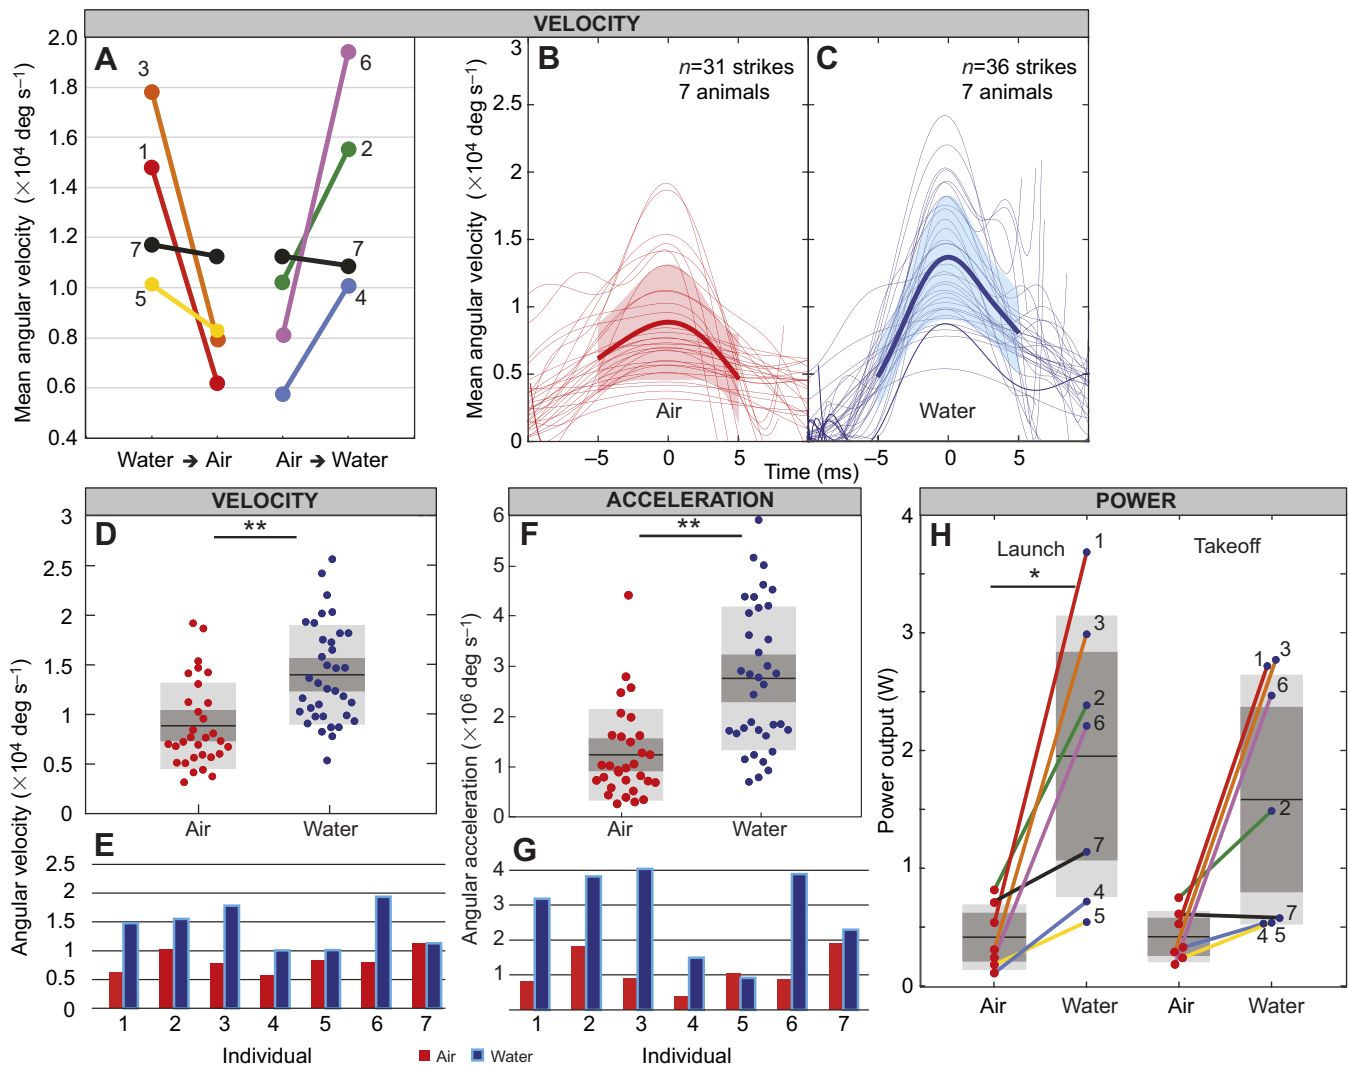 VELOCITY
A
Mean angular velocity (×10⁴ deg s⁻¹)
2.0
1.8
1.6
1.4
1.2
1.0
0.8
0.6
0.4
3
1
7
5
6
2
7
4
Water ➔ Air
Air ➔ Water
B
n=31 strikes
7 animals
Mean angular velocity (×10⁴ deg s⁻¹)
3
2.5
2
1.5
1
0.5
0
Air
–5
0
5
C
n=36 strikes
7 animals
Water
–5
0
5
Time (ms)
VELOCITY
D
**
3
2.5
2
1.5
1
0.5
0
Air
Water
Angular velocity (×10⁴ deg s⁻¹)
E
2.5
2
1.5
1
0.5
0
1 2 3 4 5 6 7
Individual
ACCELERATION
F
**
6
5
4
3
2
1
0
Air
Water
Angular acceleration (×10⁶ deg s⁻¹)
G
4
3
2
1
1 2 3 4 5 6 7
Individual
Air
Water
POWER
H
Launch
*
Takeoff
Power output (W)
4
3
2
1
0
1
3
2
6
7
4
5
1
3
6
2
7
4 5
Air
Water
Air
Water